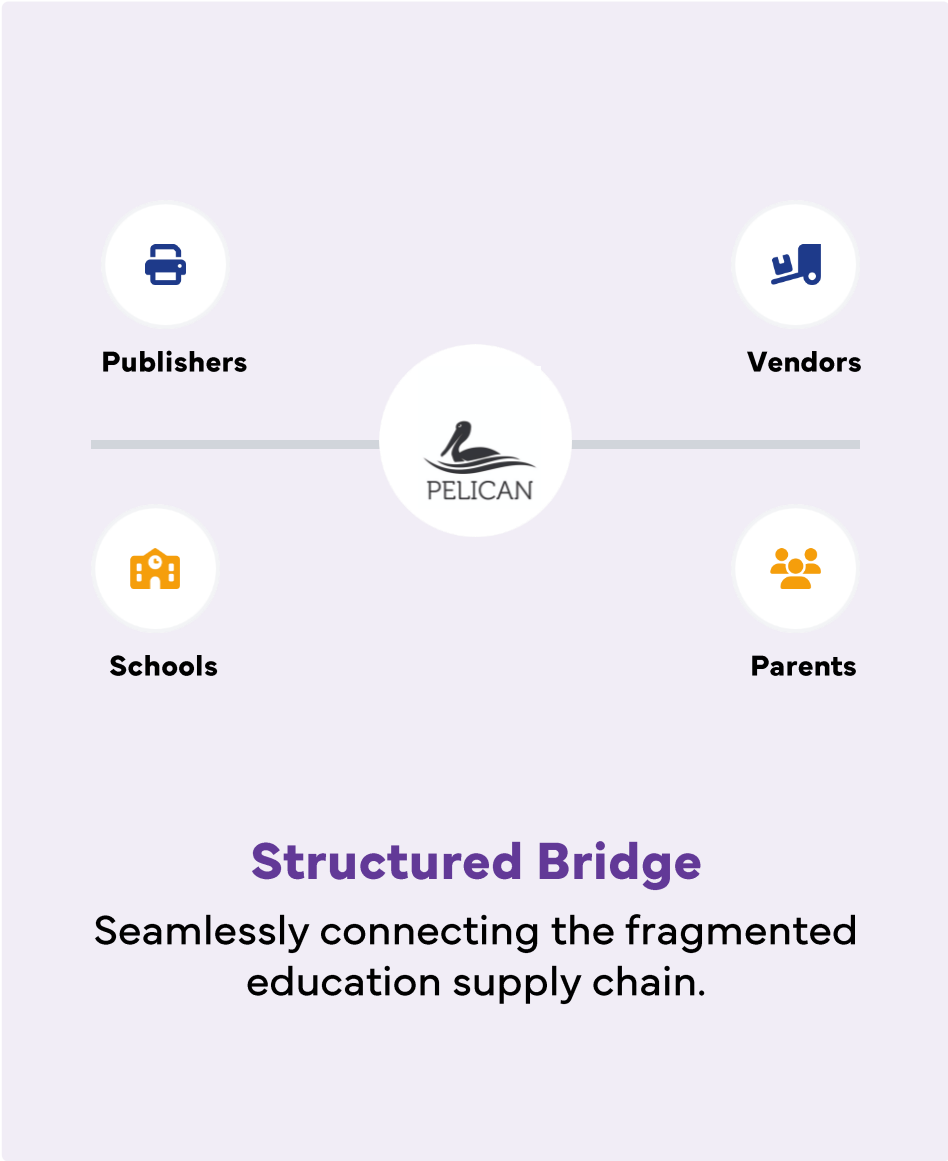 Publishers
Vendors
PELICAN
Schools
Parents
Structured Bridge
Seamlessly connecting the fragmented
education supply chain.